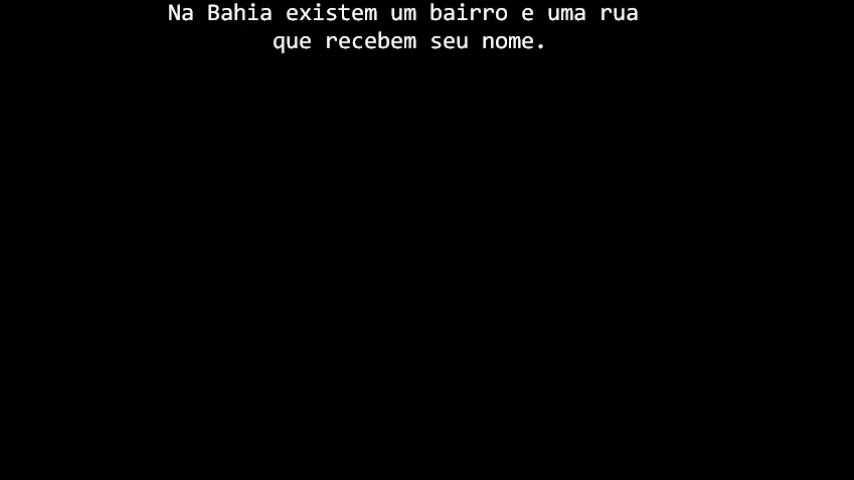 Na Bahia existem um bairro e uma rua
que recebem seu nome.